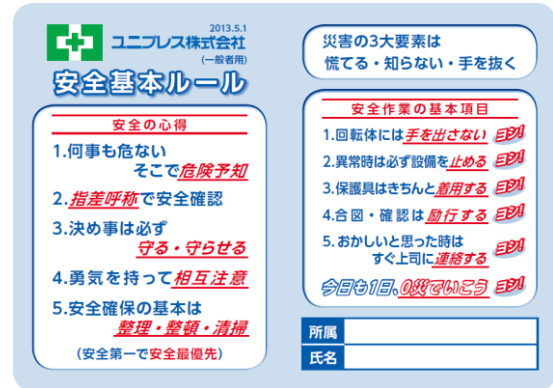 2013.5.1
ユニプレス株式会社
(一般者用)
安全基本ルール
安全の心得
1.何事も危ない
そこで危険予知
2.指差呼称で安全確認
3.決め事は必ず
守る・守らせる
4.勇気を持って相互注意
5.安全確保の基本は
整理・整頓・清掃
(安全第一で安全最優先)
災害の3大要素は
慌てる・知らない・手を抜く
安全作業の基本項目
1.回転体には手を出さない ヨシ!
2.異常時は必ず設備を止める ヨシ!
3.保護具はきちんと着用する ヨシ!
4.合図・確認は励行する ヨシ!
5.おかしいと思った時は
すぐ上司に連絡する ヨシ!
今日も1日、0災でいこう ヨシ!
所属
氏名